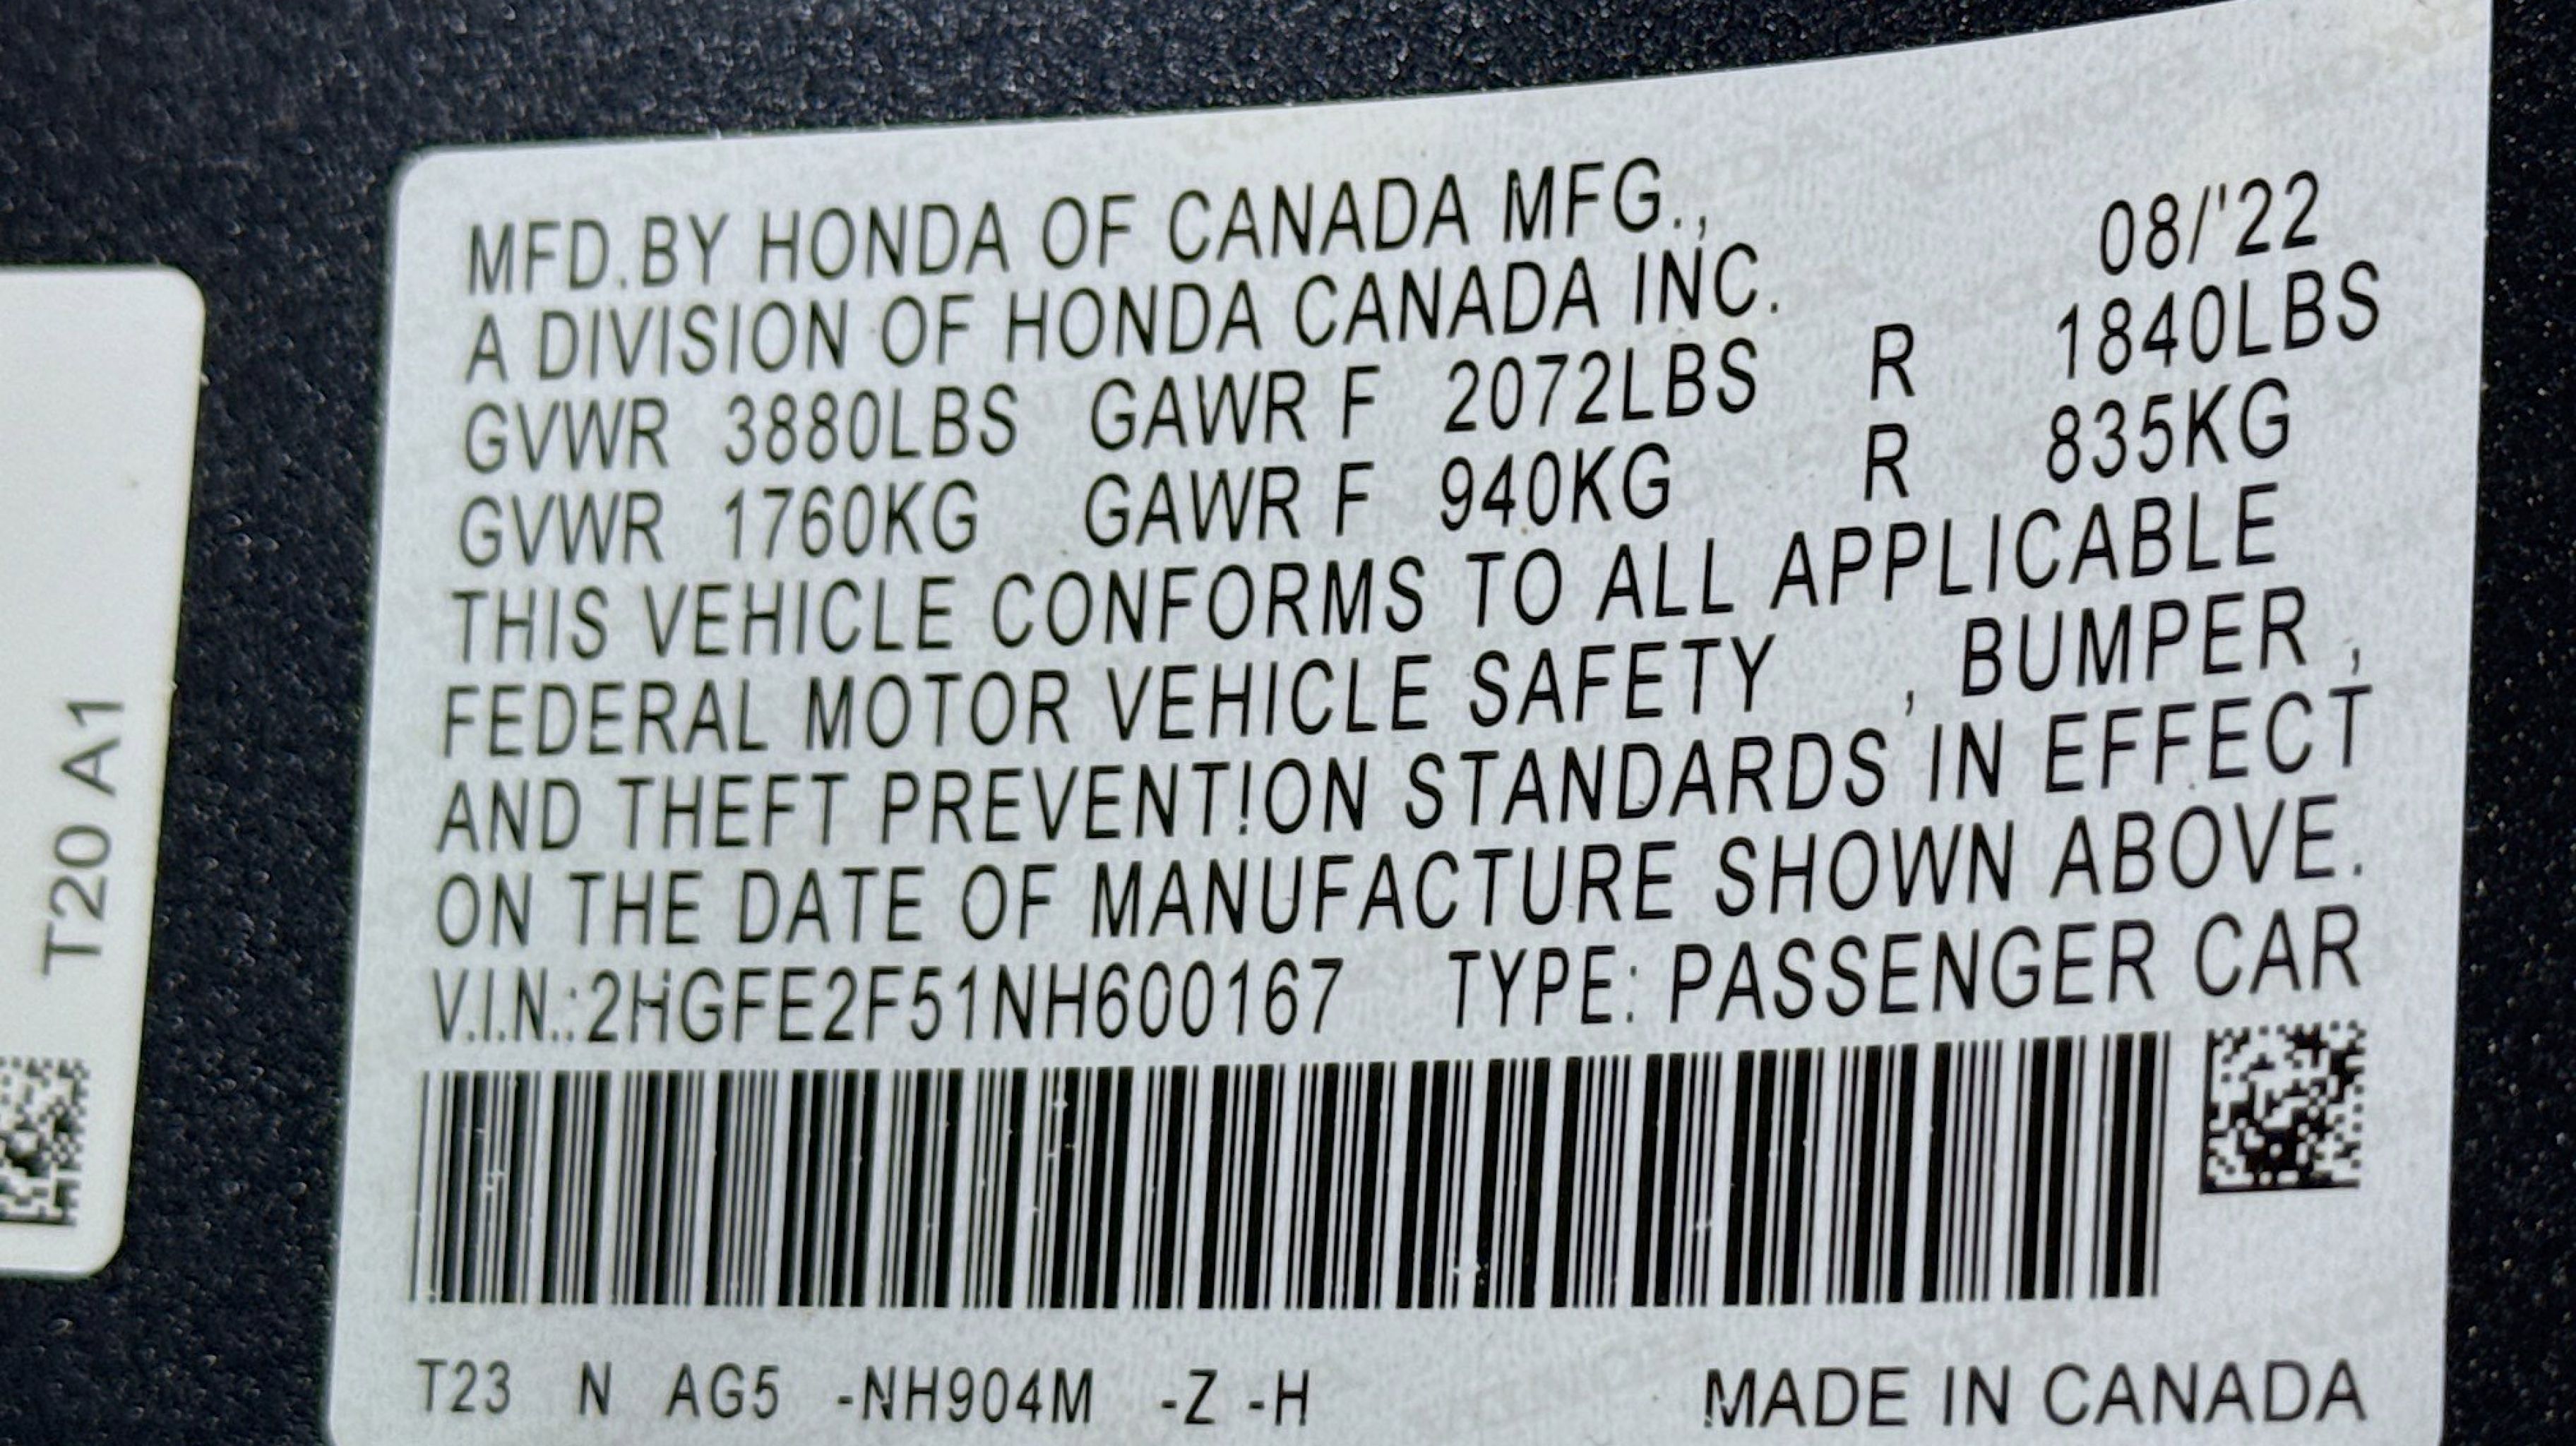 MFD.BY HONDA OF CANADA MFG., 08/'22
A DIVISION OF HONDA CANADA INC.
GVWR 3880LBS GAWR F 2072LBS R 1840LBS
GVWR 1760KG GAWR F 940KG R 835KG
THIS VEHICLE CONFORMS TO ALL APPLICABLE
FEDERAL MOTOR VEHICLE SAFETY , BUMPER ,
AND THEFT PREVENT!ON STANDARDS IN EFFECT
ON THE DATE OF MANUFACTURE SHOWN ABOVE.
V.I.N.:2HGFE2F51NH600167 TYPE: PASSENGER CAR
T23 N AG5 -NH904M -Z -H MADE IN CANADA
T20 A1